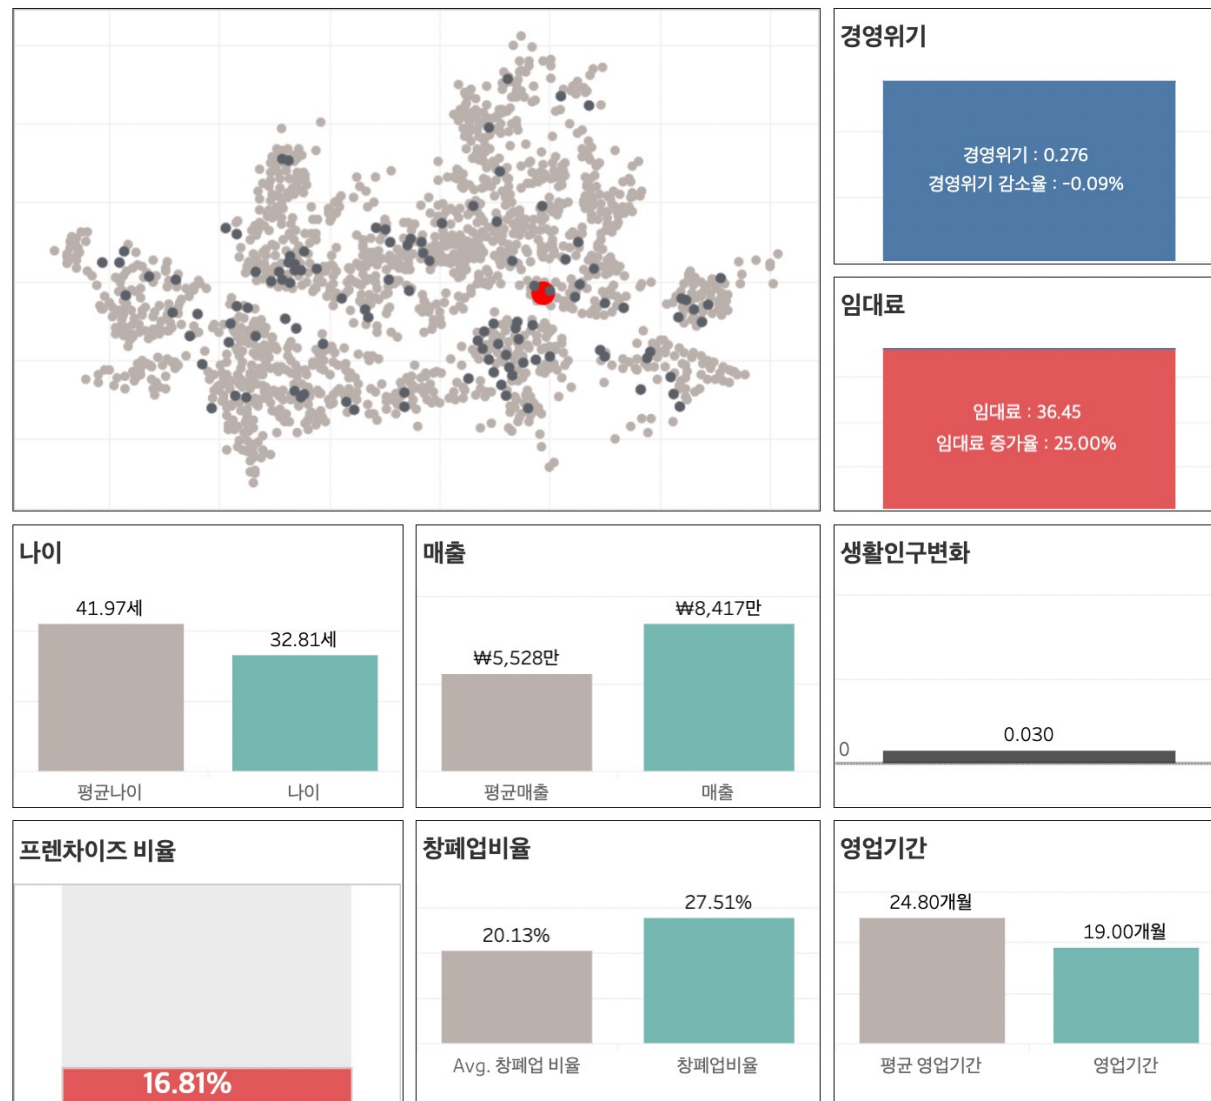 경영위기
경영위기 : 0.276
경영위기 감소율 : -0.09%
임대료
임대료 : 36.45
임대료 증가율 : 25.00%
나이
41.97세
32.81세
평균나이
나이
매출
₩5,528만
₩8,417만
평균매출
매출
생활인구변화
0.030
0
프렌차이즈 비율
16.81%
창폐업비율
20.13%
27.51%
Avg. 창폐업 비율
창폐업비율
영업기간
24.80개월
19.00개월
평균 영업기간
영업기간